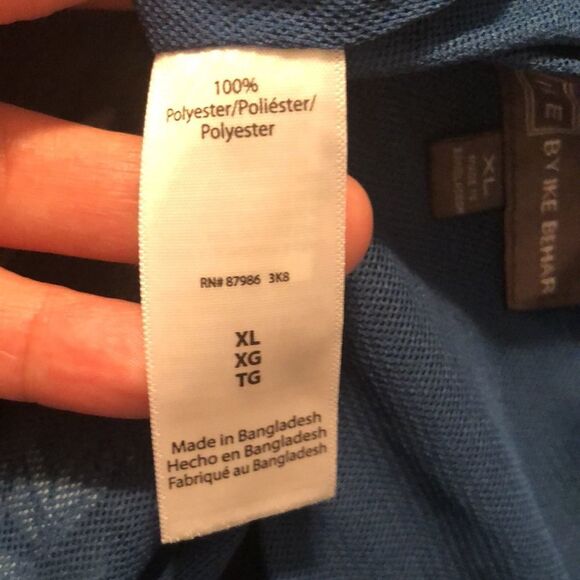 100%
Polyester/Poliéster/
Polyester
RN# 87986 3K8
XL
XG
TG
Made in Bangladesh
Hecho en Bangladesh
Fabriqué au Bangladesh
XL
BY IKE BEHAR